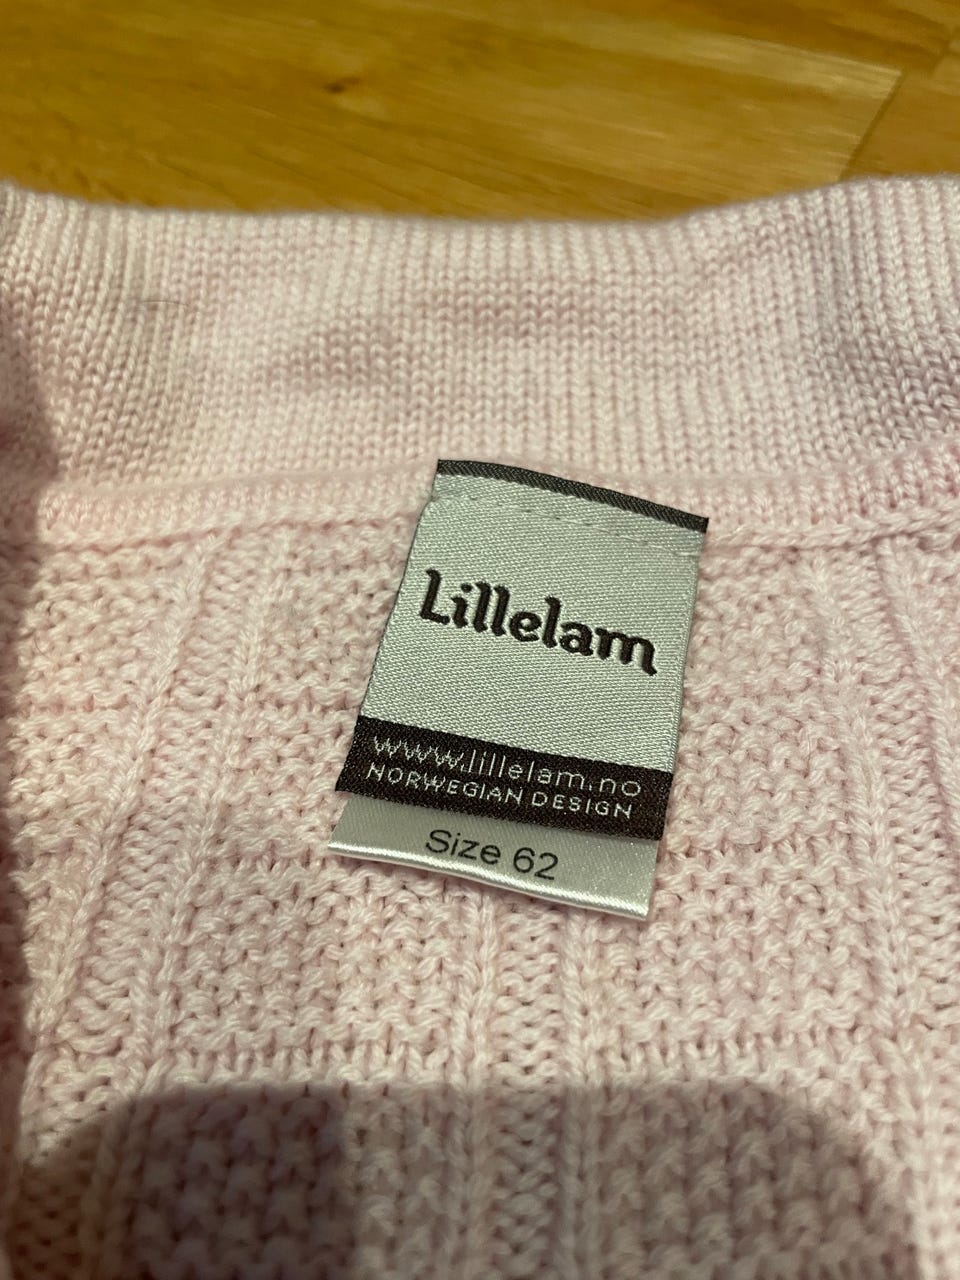 Lillelam
www.lillelam.no
NORWEGIAN DESIGN
Size 62